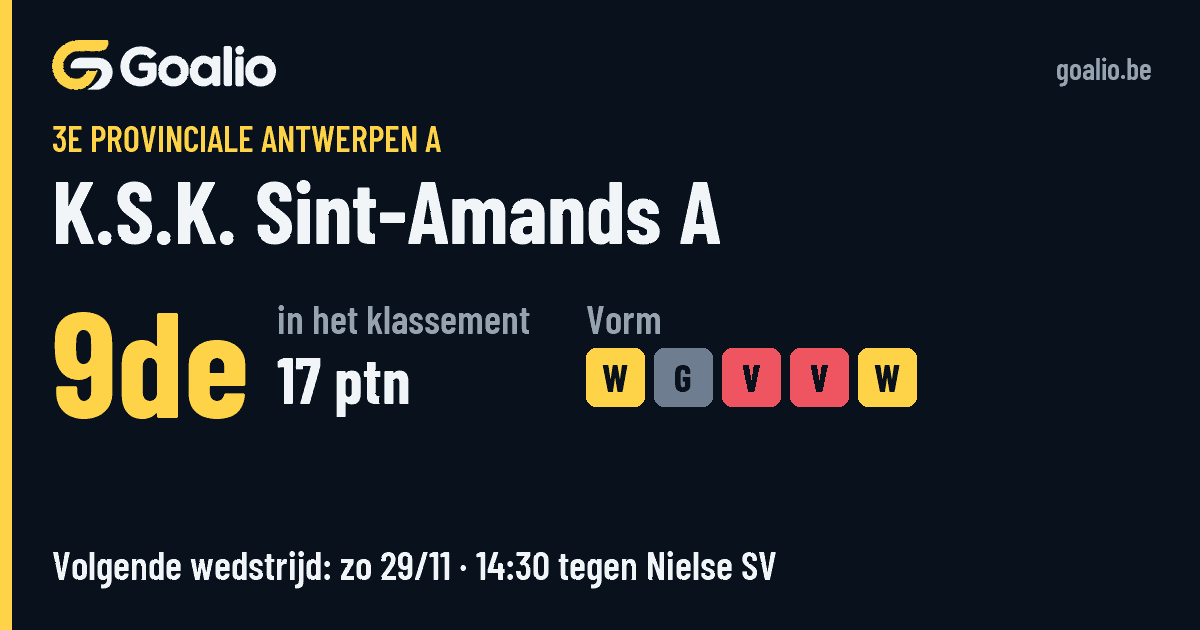 Goalio
goalio.be
3E PROVINCIALE ANTWERPEN A
K.S.K. Sint-Amands A
9de
in het klassement
17 ptn
Vorm
W G V V W
Volgende wedstrijd: zo 29/11 · 14:30 tegen Nielse SV